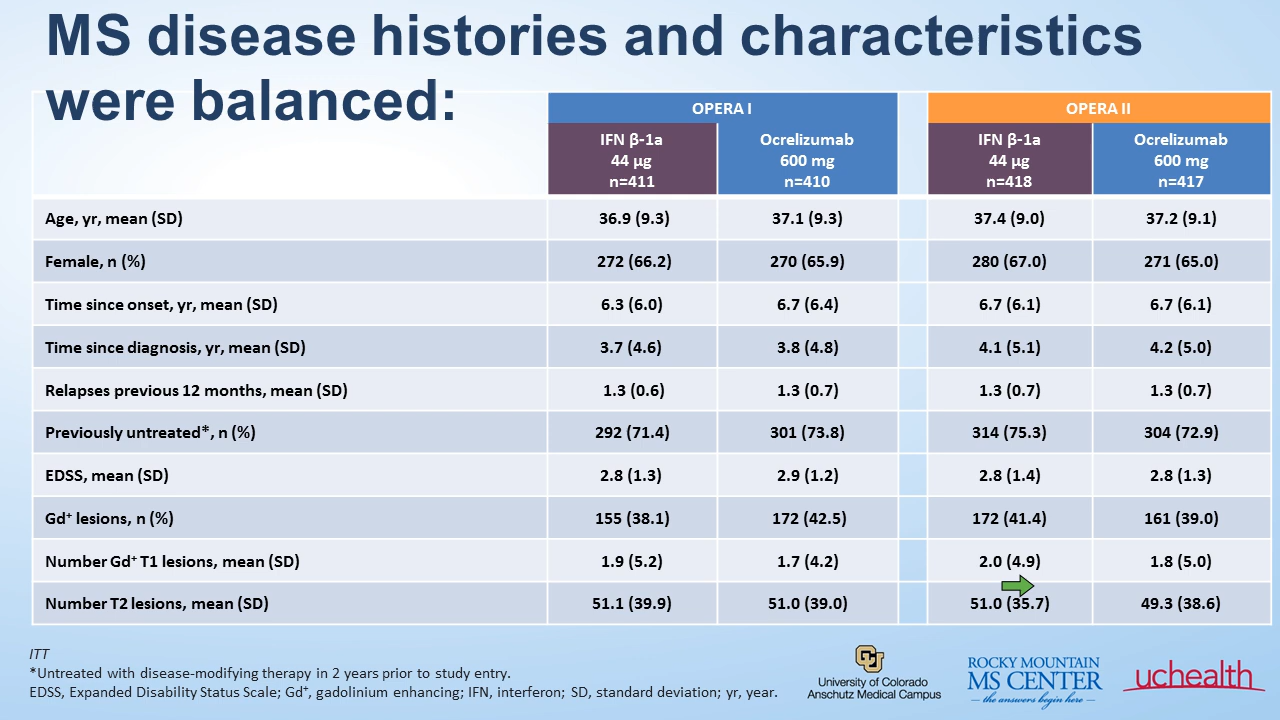 MS disease histories and characteristics
were balanced:
OPERA I OPERA II
IFN β-1a Ocrelizumab IFN β-1a Ocrelizumab
44 µg 600 mg 44 µg 600 mg
n=411 n=410 n=418 n=417
Age, yr, mean (SD) 36.9 (9.3) 37.1 (9.3) 37.4 (9.0) 37.2 (9.1)
Female, n (%) 272 (66.2) 270 (65.9) 280 (67.0) 271 (65.0)
Time since onset, yr, mean (SD) 6.3 (6.0) 6.7 (6.4) 6.7 (6.1) 6.7 (6.1)
Time since diagnosis, yr, mean (SD) 3.7 (4.6) 3.8 (4.8) 4.1 (5.1) 4.2 (5.0)
Relapses previous 12 months, mean (SD) 1.3 (0.6) 1.3 (0.7) 1.3 (0.7) 1.3 (0.7)
Previously untreated*, n (%) 292 (71.4) 301 (73.8) 314 (75.3) 304 (72.9)
EDSS, mean (SD) 2.8 (1.3) 2.9 (1.2) 2.8 (1.4) 2.8 (1.3)
Gd⁺ lesions, n (%) 155 (38.1) 172 (42.5) 172 (41.4) 161 (39.0)
Number Gd⁺ T1 lesions, mean (SD) 1.9 (5.2) 1.7 (4.2) 2.0 (4.9) 1.8 (5.0)
Number T2 lesions, mean (SD) 51.1 (39.9) 51.0 (39.0) 51.0 (35.7) 49.3 (38.6)
ITT
*Untreated with disease-modifying therapy in 2 years prior to study entry.
EDSS, Expanded Disability Status Scale; Gd⁺, gadolinium enhancing; IFN, interferon; SD, standard deviation; yr, year.
CU
University of Colorado
Anschutz Medical Campus
ROCKY MOUNTAIN
MS CENTER
the answers begin here
uchealth